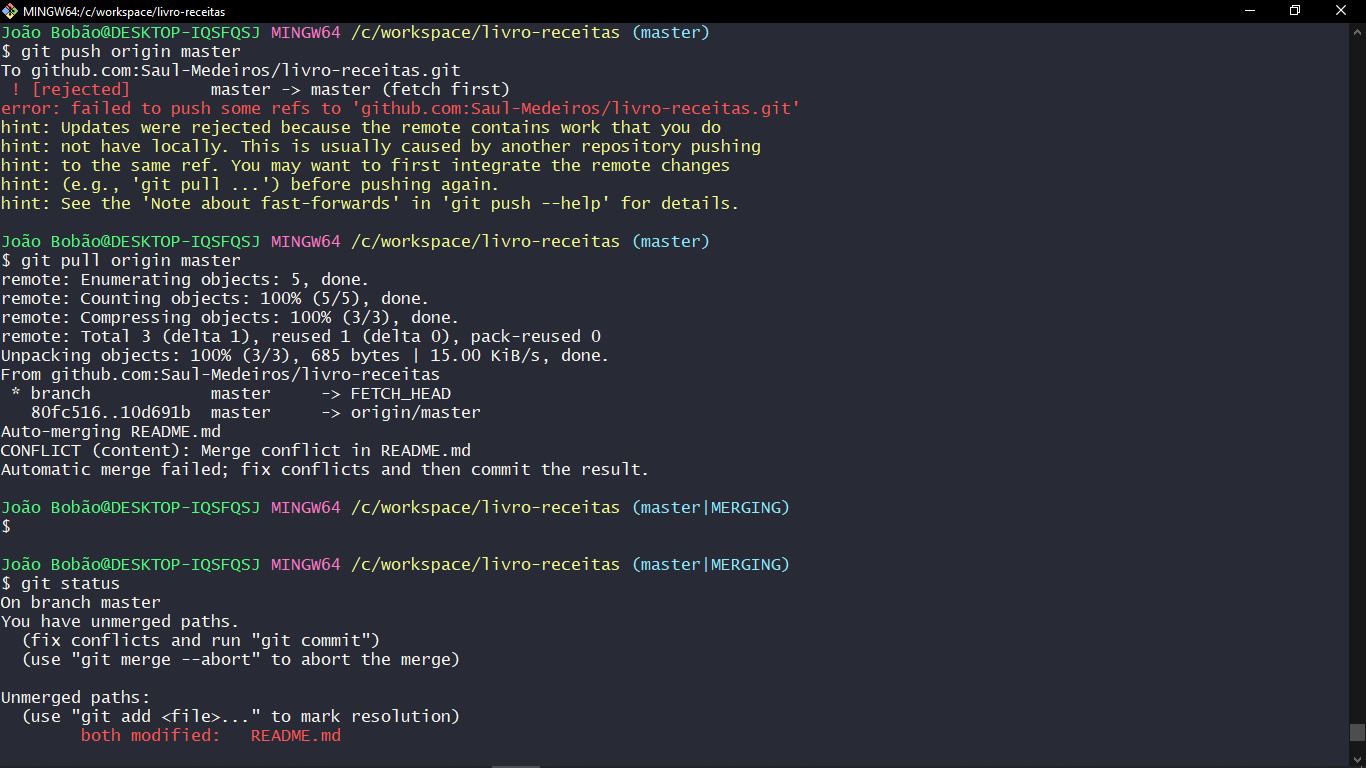 MINGW64:/c/workspace/livro-receitas
João Bobão@DESKTOP-IQSFQSJ MINGW64 /c/workspace/livro-receitas (master)
$ git push origin master
To github.com:Saul-Medeiros/livro-receitas.git
 ! [rejected]        master -> master (fetch first)
error: failed to push some refs to 'github.com:Saul-Medeiros/livro-receitas.git'
hint: Updates were rejected because the remote contains work that you do
hint: not have locally. This is usually caused by another repository pushing
hint: to the same ref. You may want to first integrate the remote changes
hint: (e.g., 'git pull ...') before pushing again.
hint: See the 'Note about fast-forwards' in 'git push --help' for details.
João Bobão@DESKTOP-IQSFQSJ MINGW64 /c/workspace/livro-receitas (master)
$ git pull origin master
remote: Enumerating objects: 5, done.
remote: Counting objects: 100% (5/5), done.
remote: Compressing objects: 100% (3/3), done.
remote: Total 3 (delta 1), reused 1 (delta 0), pack-reused 0
Unpacking objects: 100% (3/3), 685 bytes | 15.00 KiB/s, done.
From github.com:Saul-Medeiros/livro-receitas
 * branch            master     -> FETCH_HEAD
   80fc516..10d691b  master     -> origin/master
Auto-merging README.md
CONFLICT (content): Merge conflict in README.md
Automatic merge failed; fix conflicts and then commit the result.
João Bobão@DESKTOP-IQSFQSJ MINGW64 /c/workspace/livro-receitas (master|MERGING)
$
João Bobão@DESKTOP-IQSFQSJ MINGW64 /c/workspace/livro-receitas (master|MERGING)
$ git status
On branch master
You have unmerged paths.
  (fix conflicts and run "git commit")
  (use "git merge --abort" to abort the merge)
Unmerged paths:
  (use "git add <file>..." to mark resolution)
        both modified:   README.md